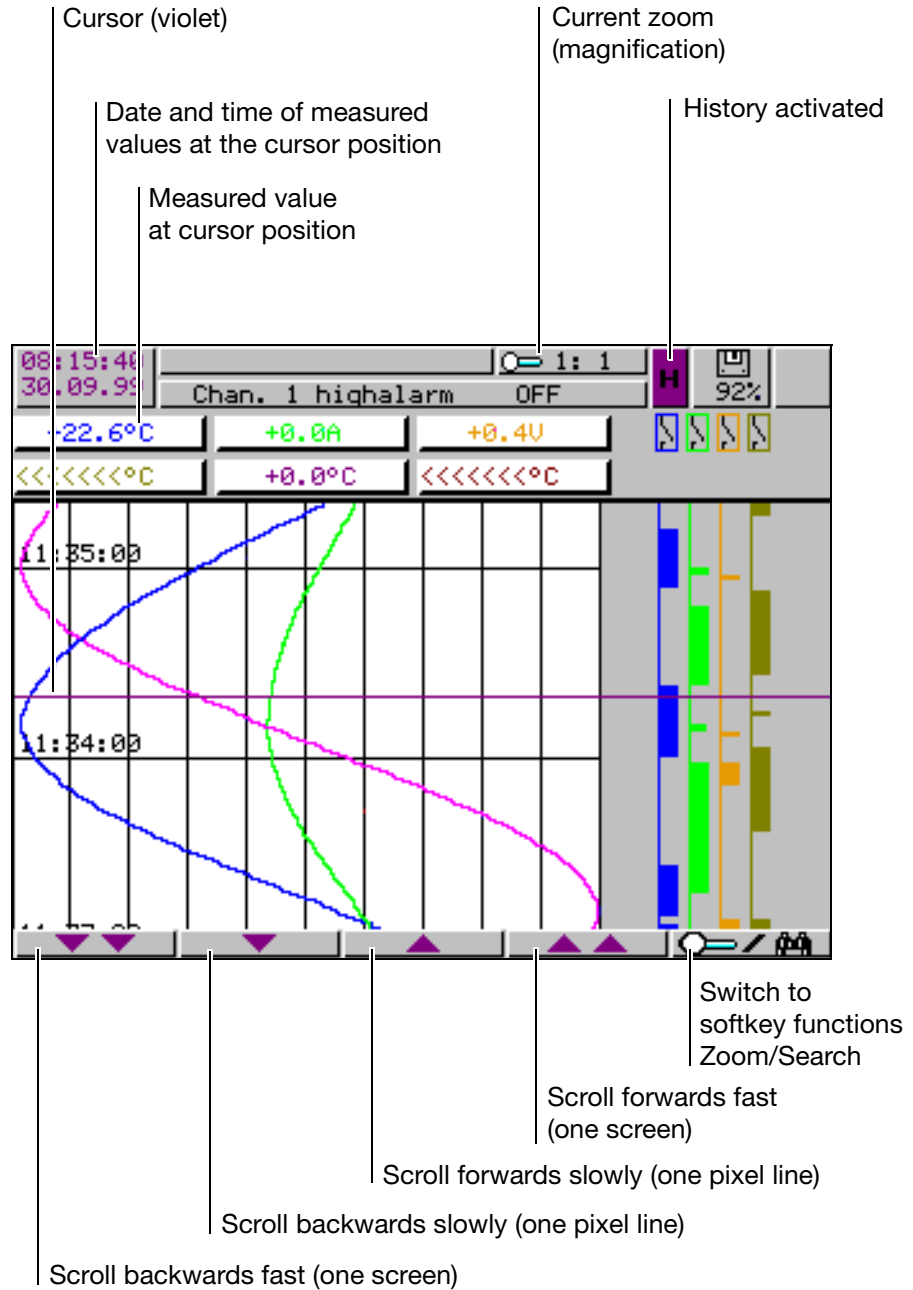 Cursor (violet)
Current zoom
(magnification)
Date and time of measured
values at the cursor position
History activated
Measured value
at cursor position
08:15:40
30.09.99
1: 1
Chan. 1 highalarm OFF
H
92%
-22.6°C
+0.0A
+0.4V
<<<<<<<°C
+0.0°C
<<<<<<<°C
11:35:00
11:34:00
Switch to
softkey functions
Zoom/Search
Scroll forwards fast
(one screen)
Scroll forwards slowly (one pixel line)
Scroll backwards slowly (one pixel line)
Scroll backwards fast (one screen)